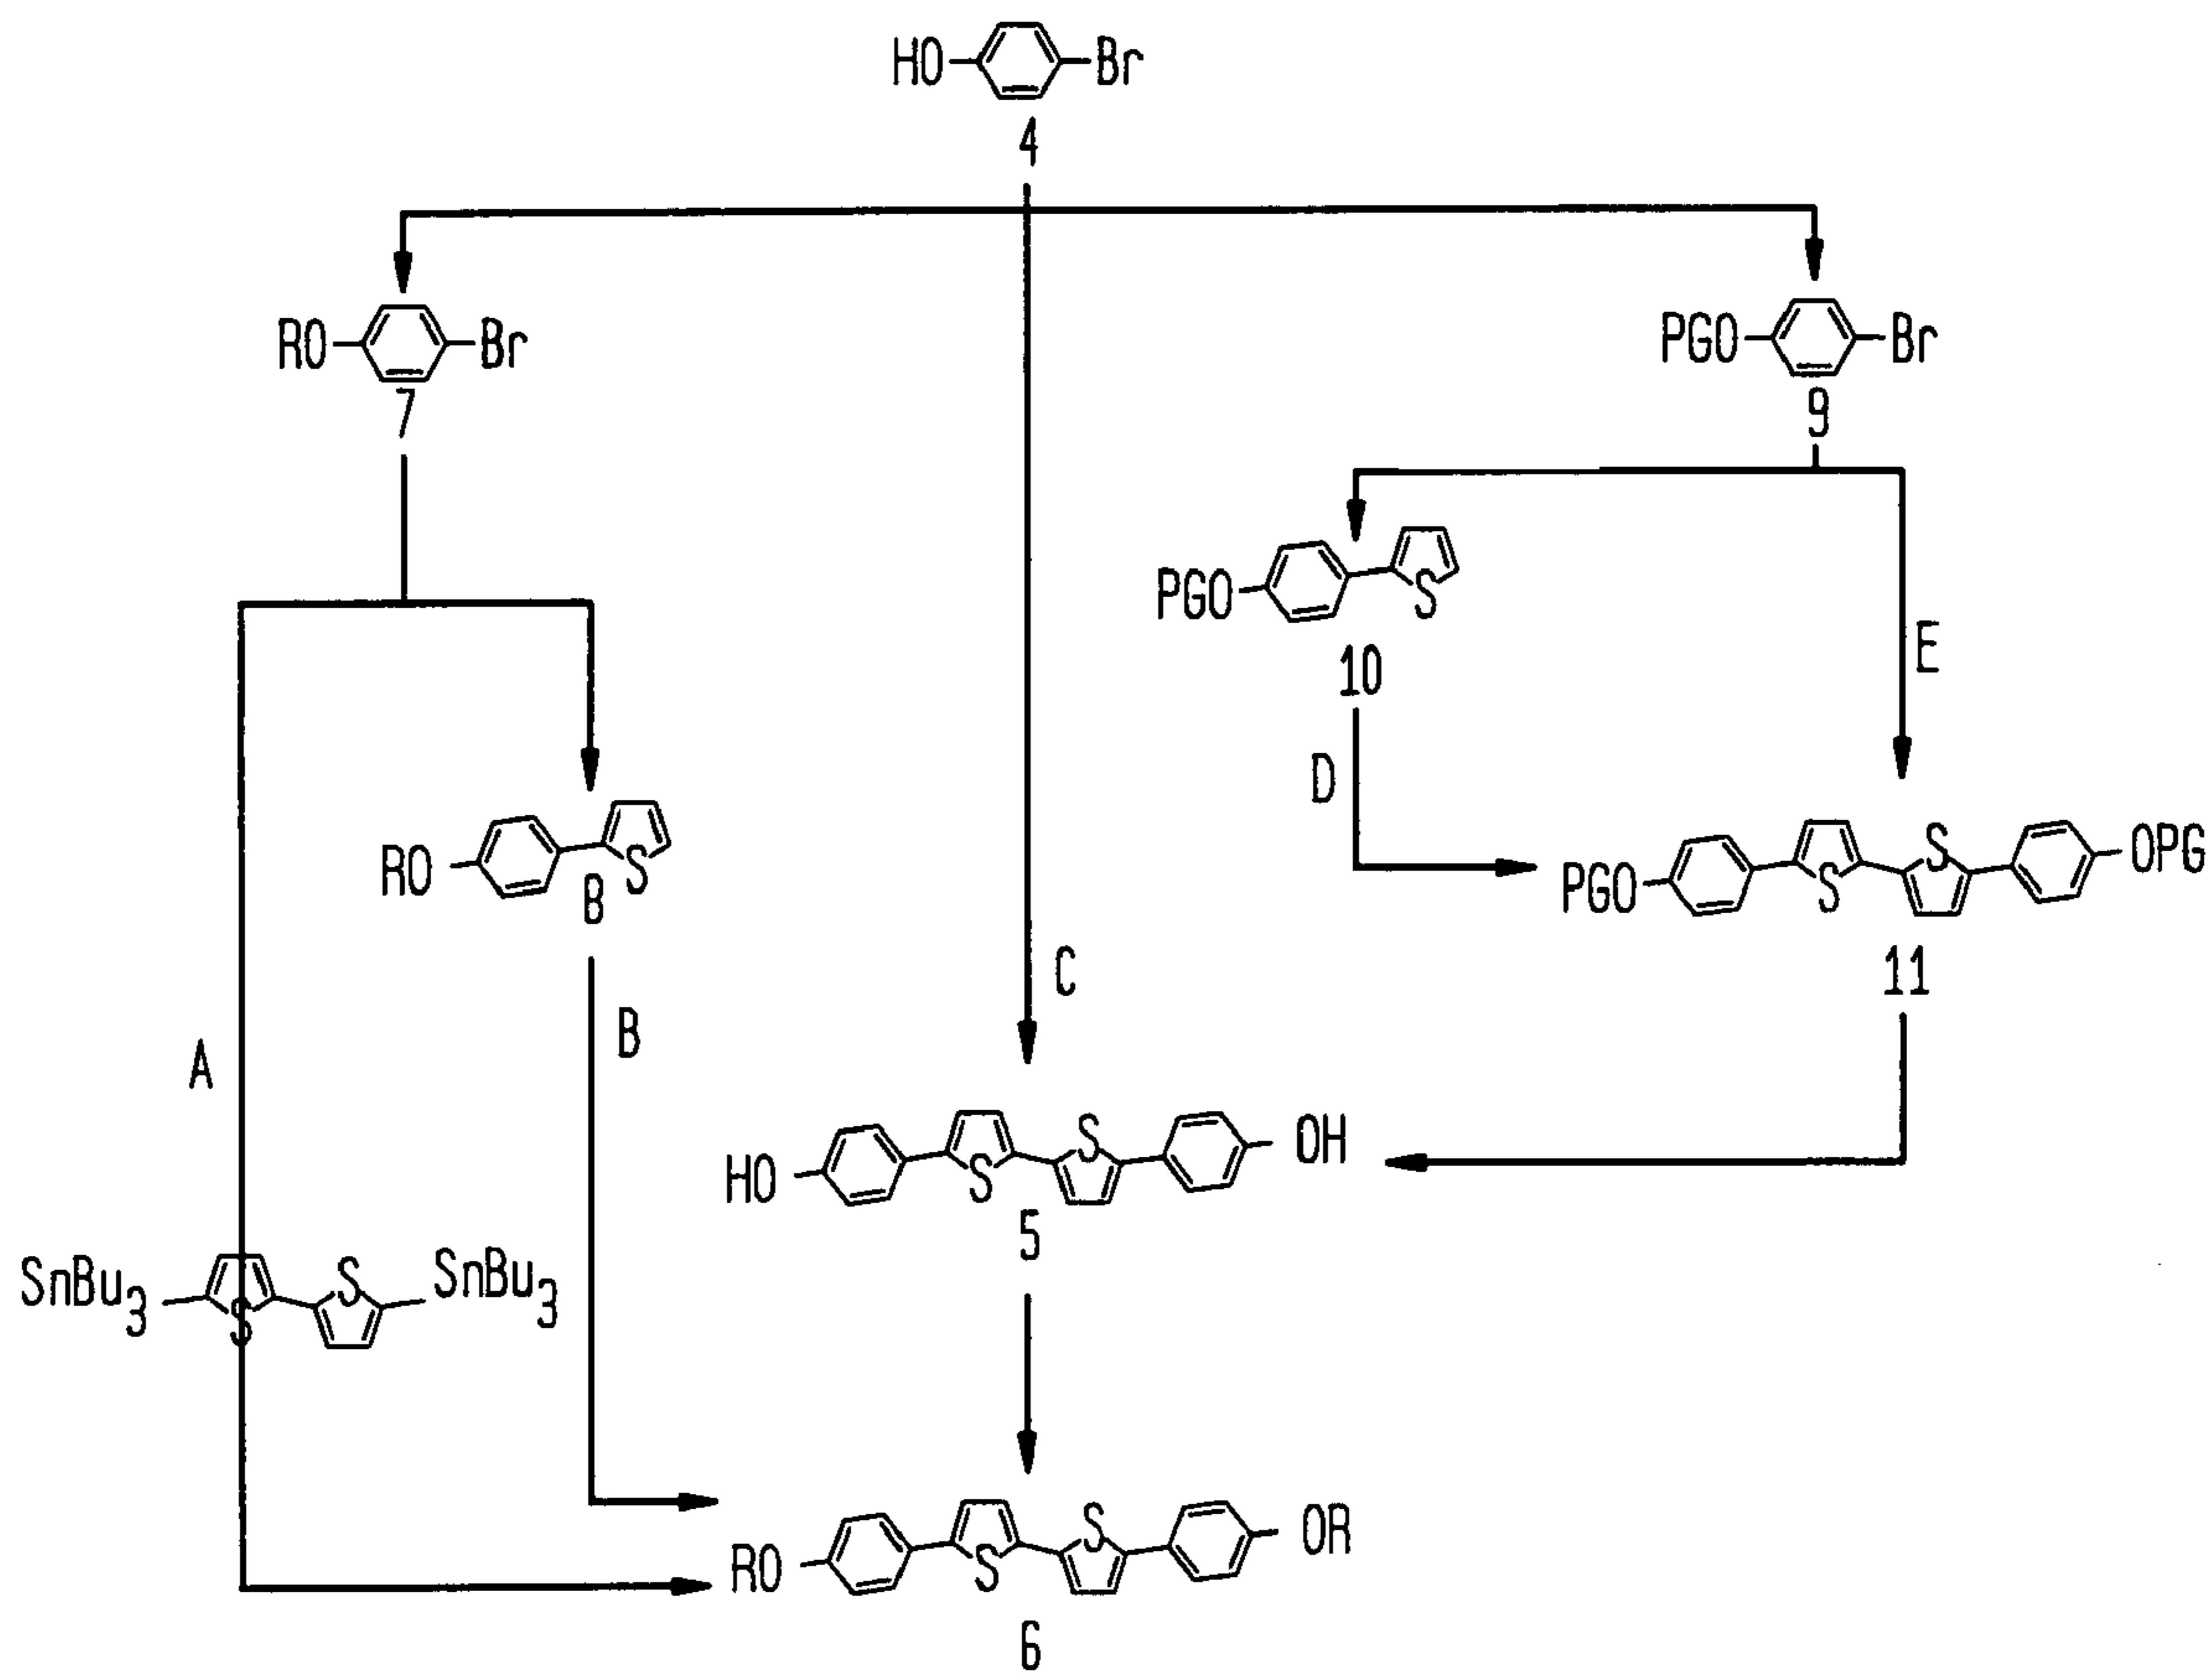 HO Br
4
RO Br
7
PGO Br
9
PGO S
10
E
D
RO S
B
PGO S S OPG
11
C
B
A
HO S S OH
5
SnBu3 S S SnBu3
RO S S OR
6